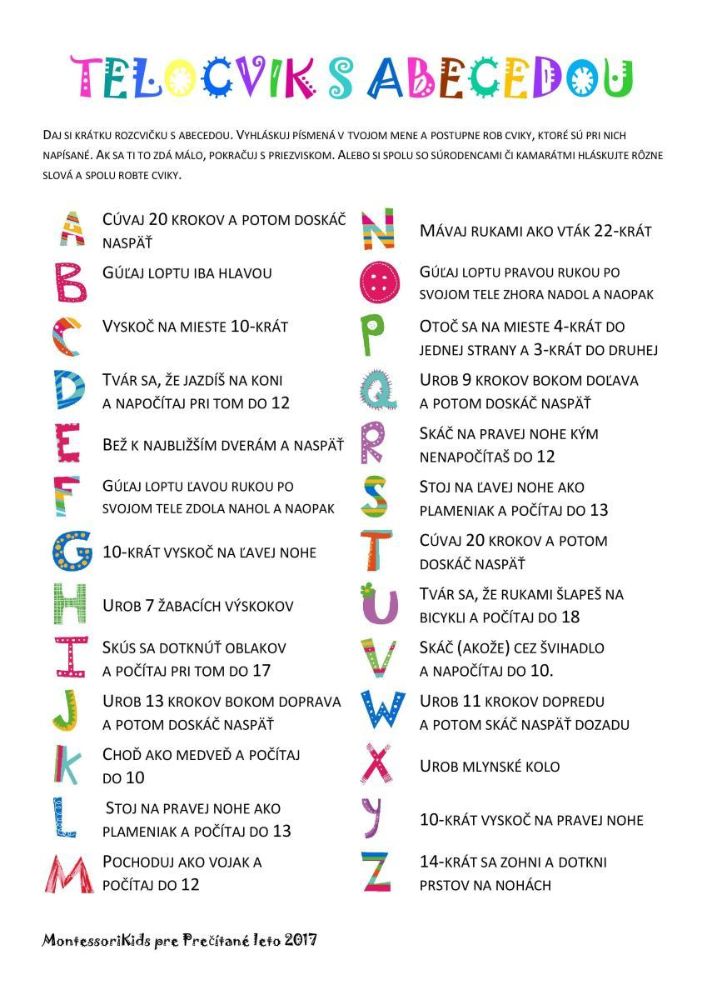 TELOCVIK S ABECEDOU
DAJ SI KRÁTKU ROZCVIČKU S ABECEDOU. VYHLÁSKUJ PÍSMENÁ V TVOJOM MENE A POSTUPNE ROB CVIKY, KTORÉ SÚ PRI NICH
NAPÍSANÉ. AK SA TI TO ZDÁ MÁLO, POKRAČUJ S PRIEZVISKOM. ALEBO SI SPOLU SO SÚRODENCAMI ČI KAMARÁTMI HLÁSKUJTE RÔZNE
SLOVÁ A SPOLU ROBTE CVIKY.
A CÚVAJ 20 KROKOV A POTOM DOSKÁČ
NASPÄŤ
B GÚĽAJ LOPTU IBA HLAVOU
C VYSKOČ NA MIESTE 10-KRÁT
D TVÁR SA, ŽE JAZDÍŠ NA KONI
A NAPOČÍTAJ PRI TOM DO 12
E BEŽ K NAJBLIŽŠÍM DVERÁM A NASPÄŤ
F GÚĽAJ LOPTU ĽAVOU RUKOU PO
SVOJOM TELE ZDOLA NAHOL A NAOPAK
G 10-KRÁT VYSKOČ NA ĽAVEJ NOHE
H UROB 7 ŽABACÍCH VÝSKOKOV
I SKÚS SA DOTKNÚŤ OBLAKOV
A POČÍTAJ PRI TOM DO 17
J UROB 13 KROKOV BOKOM DOPRAVA
A POTOM DOSKÁČ NASPÄŤ
K CHOĎ AKO MEDVEĎ A POČÍTAJ
DO 10
L STOJ NA PRAVEJ NOHE AKO
PLAMENIAK A POČÍTAJ DO 13
M POCHODUJ AKO VOJAK A
POČÍTAJ DO 12
N MÁVAJ RUKAMI AKO VTÁK 22-KRÁT
O GÚĽAJ LOPTU PRAVOU RUKOU PO
SVOJOM TELE ZHORA NADOL A NAOPAK
P OTOČ SA NA MIESTE 4-KRÁT DO
JEDNEJ STRANY A 3-KRÁT DO DRUHEJ
Q UROB 9 KROKOV BOKOM DOĽAVA
A POTOM DOSKÁČ NASPÄŤ
R SKÁČ NA PRAVEJ NOHE KÝM
NENAPOČÍTAŠ DO 12
S STOJ NA ĽAVEJ NOHE AKO
PLAMENIAK A POČÍTAJ DO 13
T CÚVAJ 20 KROKOV A POTOM
DOSKÁČ NASPÄŤ
U TVÁR SA, ŽE RUKAMI ŠLAPEŠ NA
BICYKLI A POČÍTAJ DO 18
V SKÁČ (AKOŽE) CEZ ŠVIHADLO
A NAPOČÍTAJ DO 10.
W UROB 11 KROKOV DOPREDU
A POTOM SKÁČ NASPÄŤ DOZADU
X UROB MLYNSKÉ KOLO
Y 10-KRÁT VYSKOČ NA PRAVEJ NOHE
Z 14-KRÁT SA ZOHNI A DOTKNI
PRSTOV NA NOHÁCH
MontessoriKids pre Prečítané leto 2017